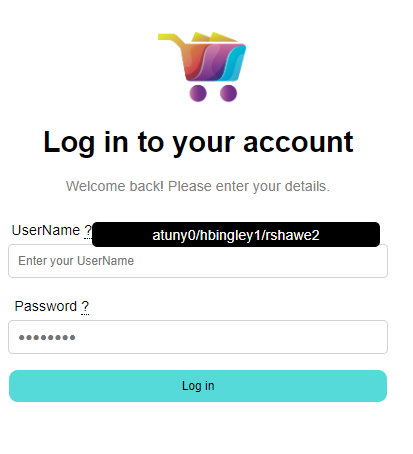 Log in to your account
Welcome back! Please enter your details.
UserName ? atuny0/hbingley1/rshawe2
Enter your UserName
Password ?
●●●●●●●●
Log in